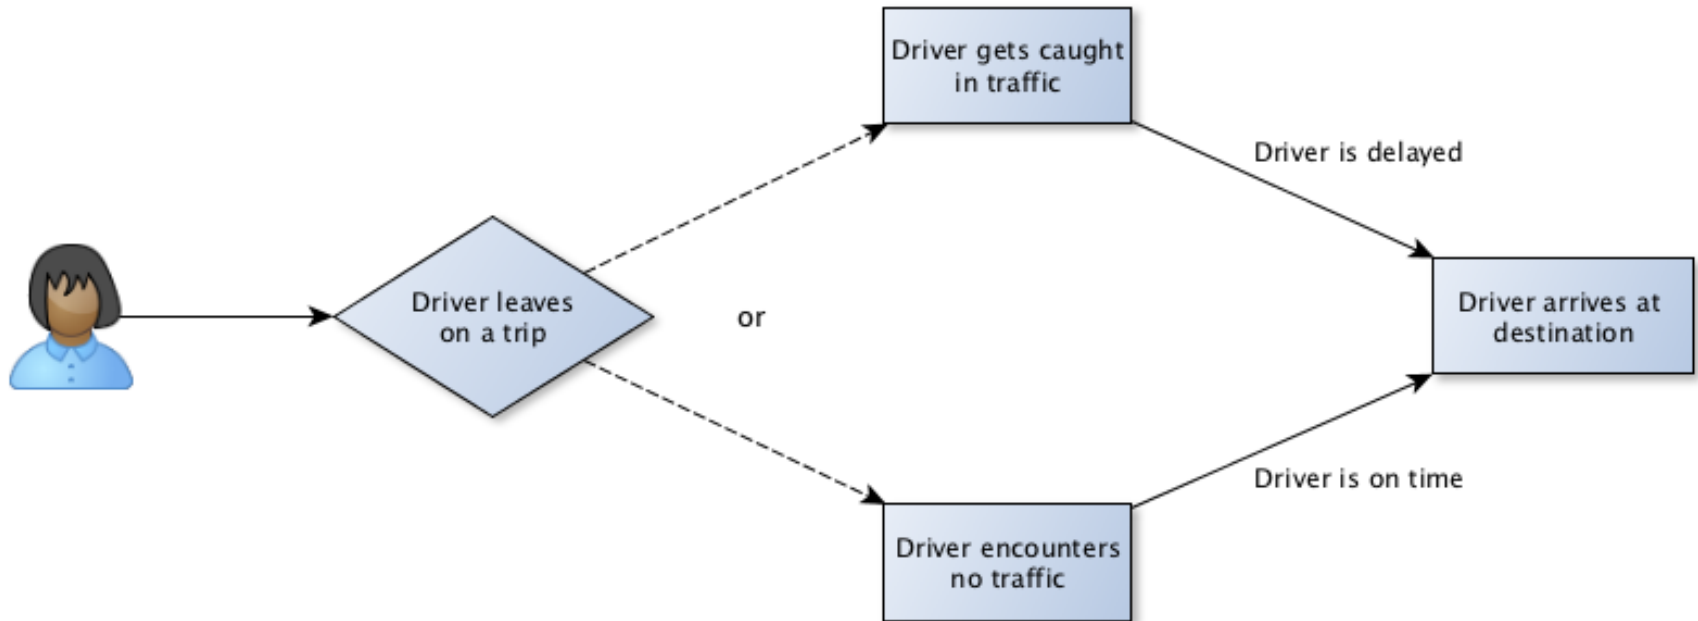 Driver gets caught
in traffic
Driver is delayed
Driver leaves
on a trip
or
Driver arrives at
destination
Driver is on time
Driver encounters
no traffic